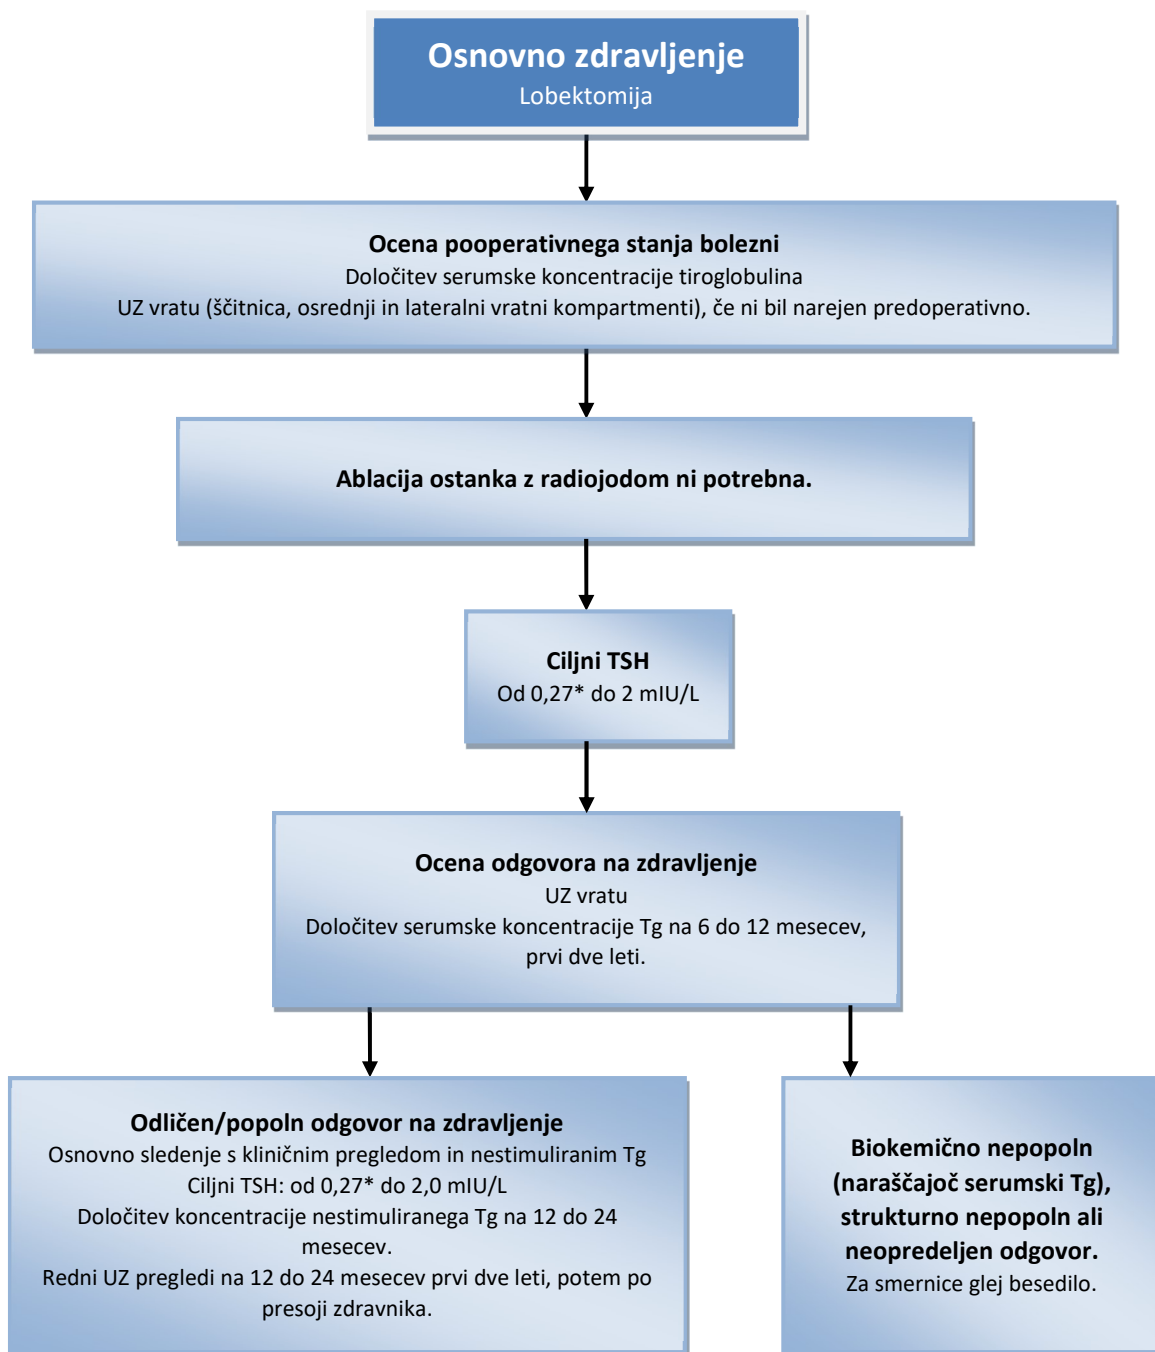 Osnovno zdravljenje
Lobektomija
Ocena pooperativnega stanja bolezni
Določitev serumske koncentracije tiroglobulina
UZ vratu (ščitnica, osrednji in lateralni vratni kompartmenti), če ni bil narejen predoperativno.
Ablacija ostanka z radiojodom ni potrebna.
Ciljni TSH
Od 0,27* do 2 mIU/L
Ocena odgovora na zdravljenje
UZ vratu
Določitev serumske koncentracije Tg na 6 do 12 mesecev,
prvi dve leti.
Odličen/popoln odgovor na zdravljenje
Osnovno sledenje s kliničnim pregledom in nestimuliranim Tg
Ciljni TSH: od 0,27* do 2,0 mIU/L
Določitev koncentracije nestimuliranega Tg na 12 do 24
mesecev.
Redni UZ pregledi na 12 do 24 mesecev prvi dve leti, potem po
presoji zdravnika.
Biokemično nepopoln
(naraščajoč serumski Tg),
strukturno nepopoln ali
neopredeljen odgovor.
Za smernice glej besedilo.